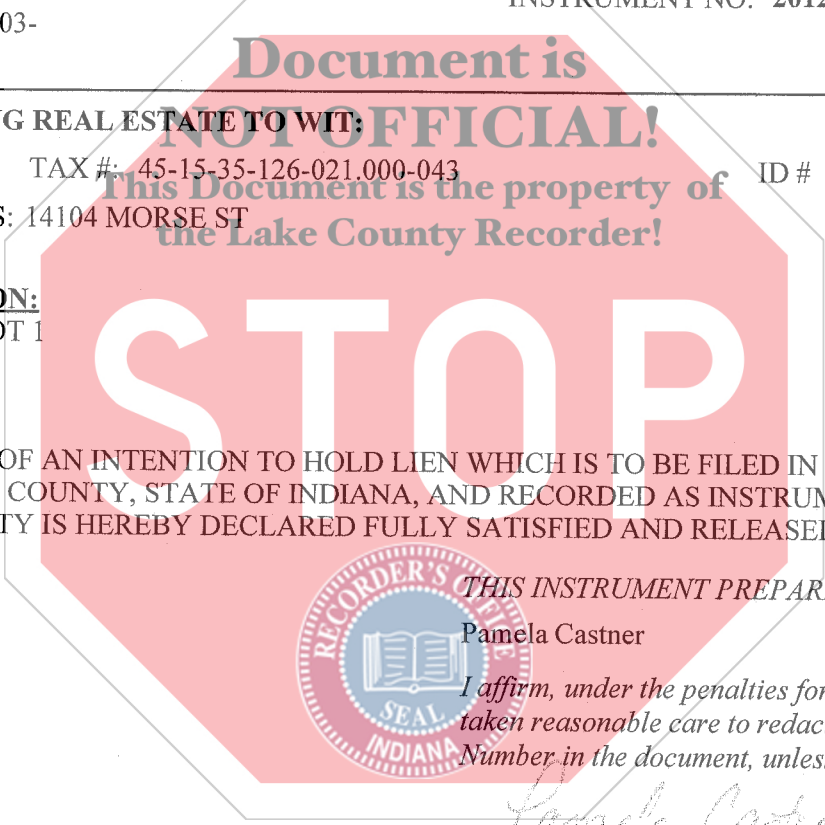 03-
INSTRUMENT NO: 2012
Document is
NOT OFFICIAL!
This Document is the property of
the Lake County Recorder!
G REAL ESTATE TO WIT:
TAX #: 45-15-35-126-021.000-043 ID #
S: 14104 MORSE ST
ON:
OT 1
STOP
OF AN INTENTION TO HOLD LIEN WHICH IS TO BE FILED IN
COUNTY, STATE OF INDIANA, AND RECORDED AS INSTRUM
TY IS HEREBY DECLARED FULLY SATISFIED AND RELEASED
RECORDER'S OFFICE
SEAL
INDIANA
THIS INSTRUMENT PREPAR
Pamela Castner
I affirm, under the penalties for
taken reasonable care to redac
Number in the document, unles